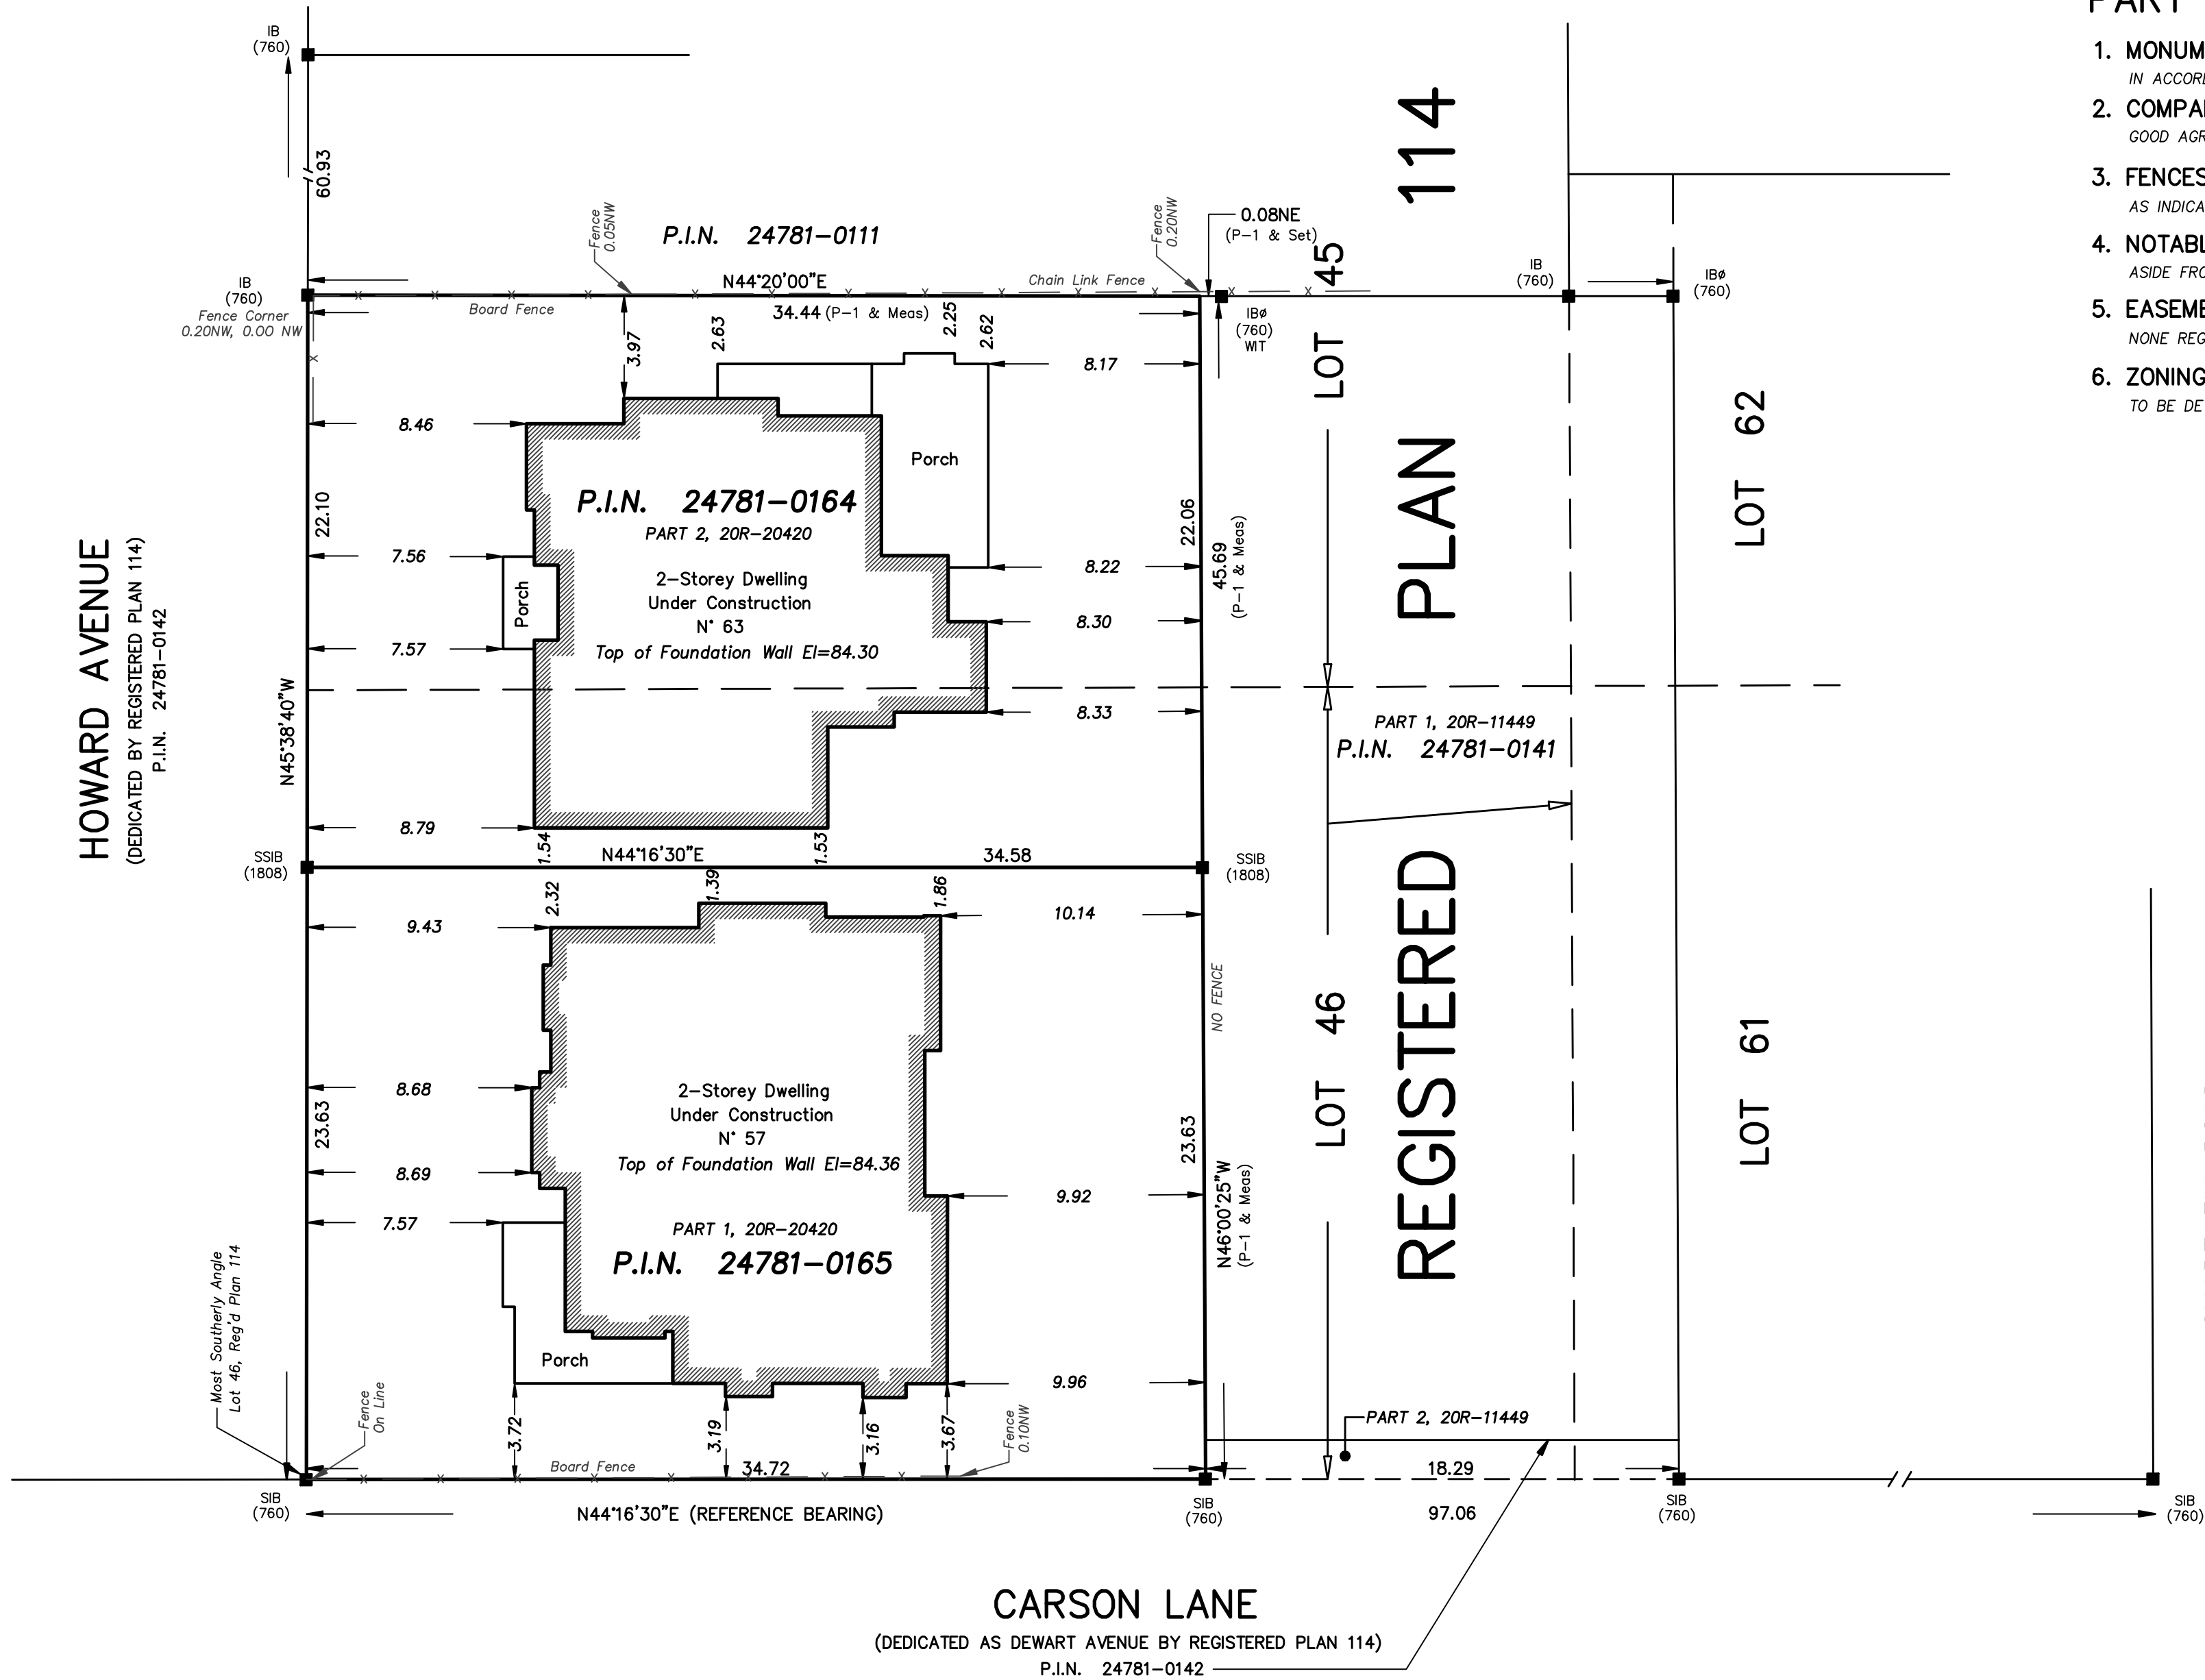 PART
1. MONUM
IN ACCORD
2. COMPA
GOOD AGR
3. FENCES
AS INDICA
4. NOTABL
ASIDE FRO
5. EASEME
NONE REG
6. ZONING
TO BE DE
IB
(760)
60.93
Fence
0.05NW
P.I.N. 24781-0111
Fence
0.20NW
0.08NE
(P-1 & Set)
IB
(760)
IBø
(760)
IB
(760)
Fence Corner
0.20NW, 0.00 NW
N44°20'00"E
Chain Link Fence
Board Fence
34.44 (P-1 & Meas)
IBø
(760)
WIT
3.97
2.63
2.25
2.62
8.17
8.46
Porch
P.I.N. 24781-0164
PART 2, 20R-20420
22.10
22.06
45.69
(P-1 & Meas)
7.56
Porch
7.57
2-Storey Dwelling
Under Construction
N° 63
Top of Foundation Wall El=84.30
8.22
8.30
8.33
HOWARD AVENUE
(DEDICATED BY REGISTERED PLAN 114)
P.I.N. 24781-0142
N45°38'40"W
8.79
1.54
1.53
N44°16'30"E
34.58
SSIB
(1808)
SSIB
(1808)
LOT 45
LOT 46
REGISTERED PLAN 114
LOT 62
LOT 61
PART 1, 20R-11449
P.I.N. 24781-0141
2.32
1.39
1.86
9.43
10.14
NO FENCE
8.68
2-Storey Dwelling
Under Construction
N° 57
Top of Foundation Wall El=84.36
23.63
23.63
8.69
9.92
N46°00'25"W
(P-1 & Meas)
7.57
PART 1, 20R-20420
P.I.N. 24781-0165
Most Southerly Angle
Lot 46, Reg'd Plan 114
Porch
9.96
Fence
On Line
3.72
3.19
3.16
3.67
Fence
0.10NW
PART 2, 20R-11449
Board Fence
34.72
18.29
SIB
(760)
N44°16'30"E (REFERENCE BEARING)
SIB
(760)
97.06
SIB
(760)
SIB
(760)
CARSON LANE
(DEDICATED AS DEWART AVENUE BY REGISTERED PLAN 114)
P.I.N. 24781-0142